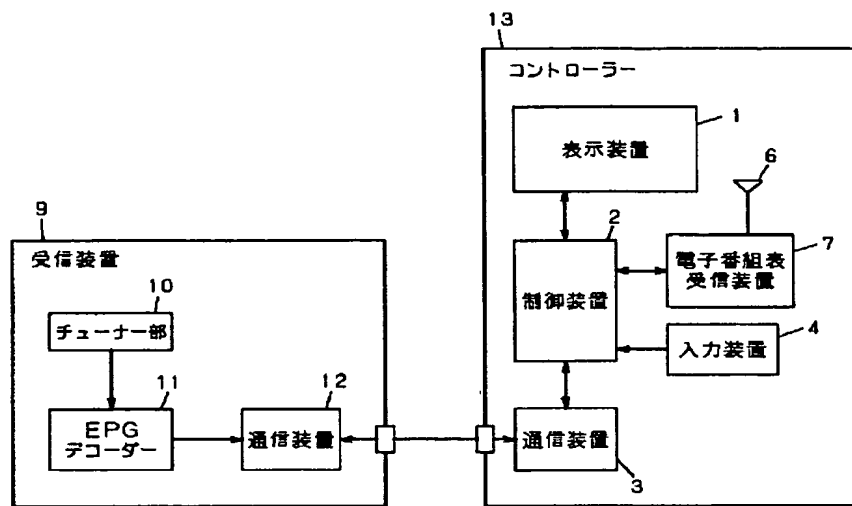 13
コントローラー
1
表示装置
6
9
2
受信装置
7
電子番組表
受信装置
10
制御装置
チューナー部
4
入力装置
11
12
EPG
デコーダー
通信装置
通信装置
3